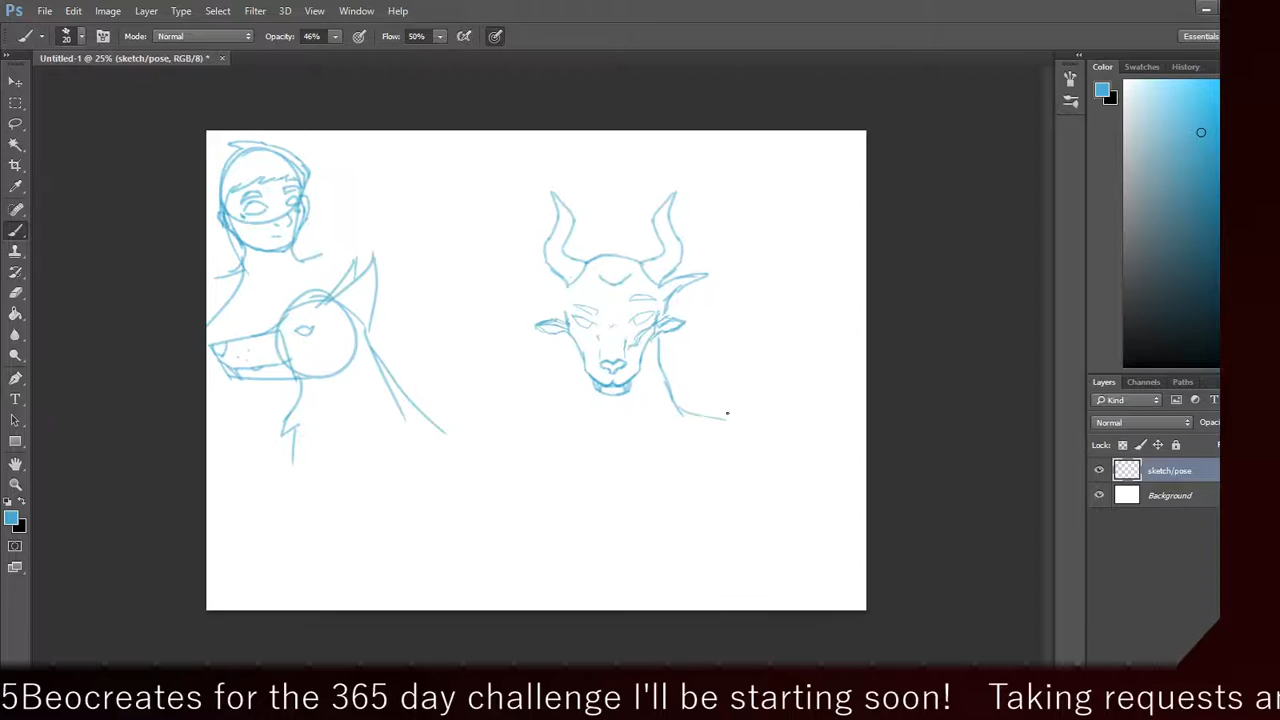 Ps File Edit Image Layer Type Select Filter 3D View Window Help
20 Mode: Normal Opacity: 46% Flow: 50% Essentials
Untitled-1 @ 25% (sketch/pose, RGB/8) * ×
Color Swatches History
Layers Channels Paths
Kind T
Normal Opac
Lock:
sketch/pose
Background
5Beocreates for the 365 day challenge I'll be starting soon! Taking requests a